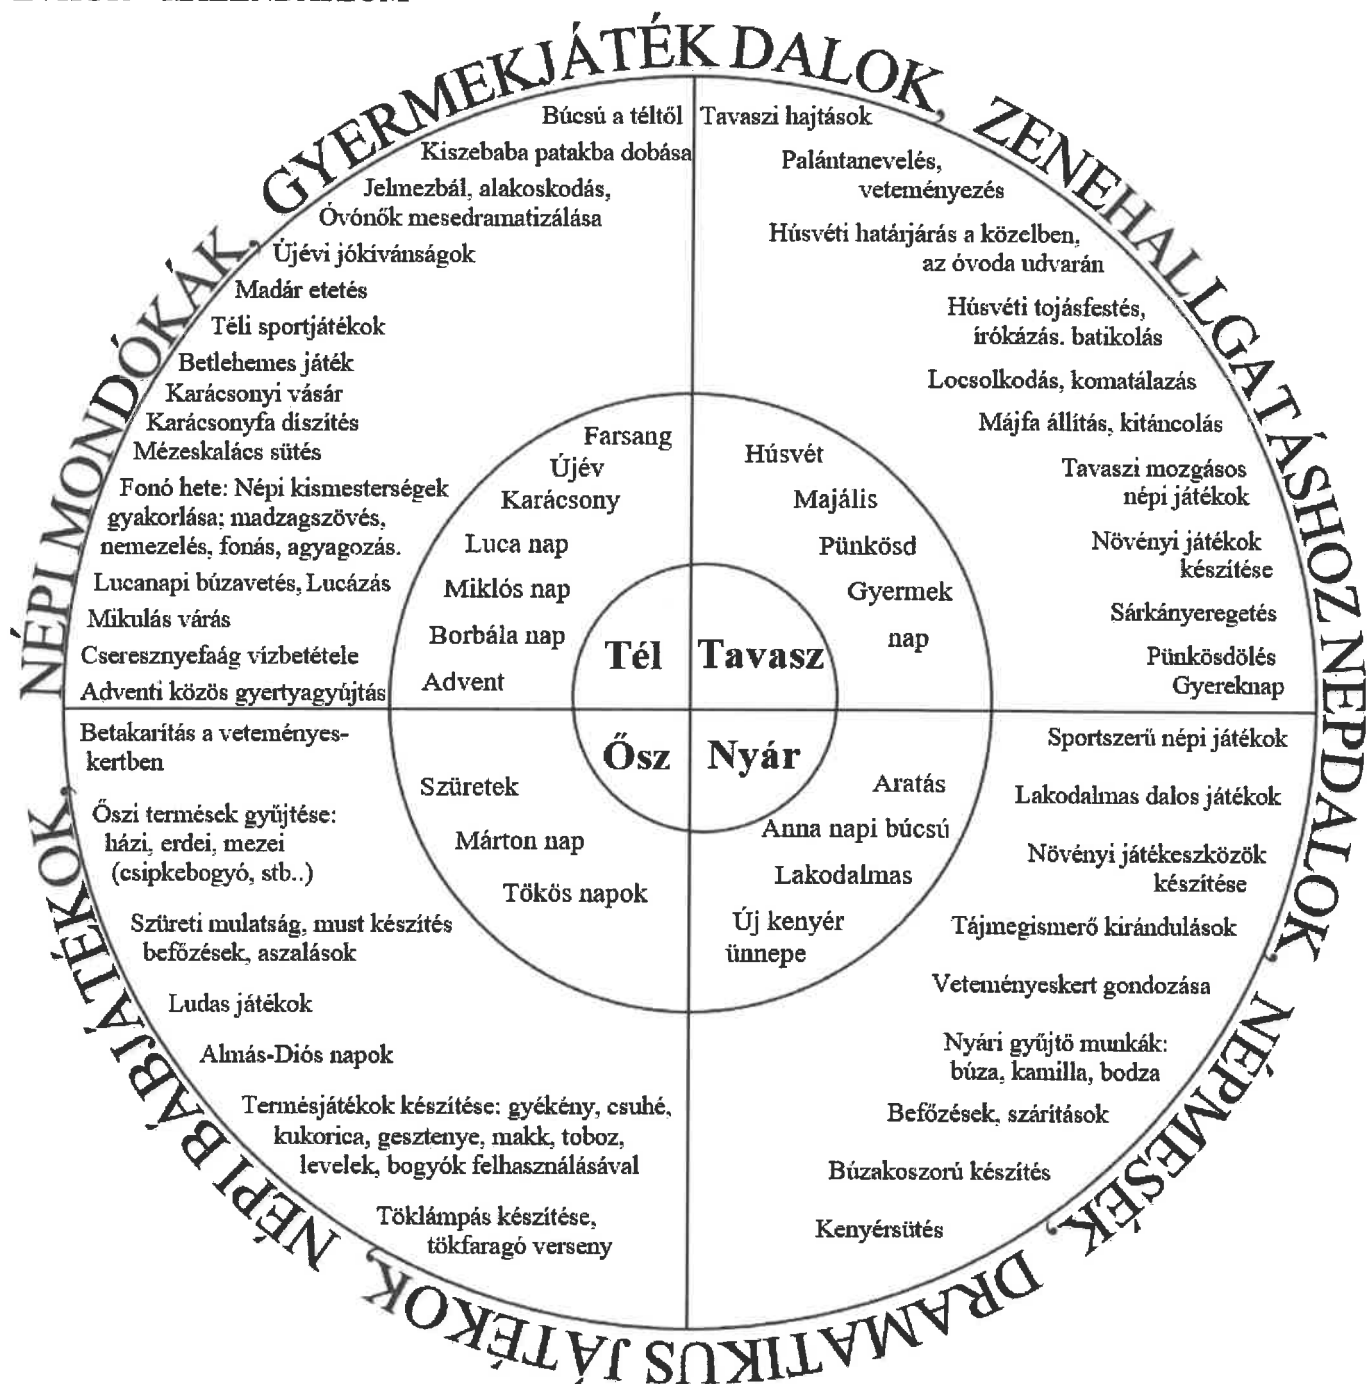 NÉPI MONDÓKÁK, GYERMEKJÁTÉK DALOK, ZENEHALLGATÁSHOZ NÉPDALOK, NÉPMESÉK, DRAMATIKUS JÁTÉKOK, NÉPI BÁBJÁTÉKOK,
Búcsú a téltől
Kiszebaba patakba dobása
Jelmezbál, alakoskodás,
Óvónők mesedramatizálása
Újévi jókívánságok
Madár etetés
Téli sportjátékok
Betlehemes játék
Karácsonyi vásár
Karácsonyfa díszítés
Mézeskalács sütés
Fonó hete: Népi kismesterségek
gyakorlása; madzagszövés,
nemezelés, fonás, agyagozás.
Lucanapi búzavetés, Lucázás
Mikulás várás
Cseresznyefaág vízbetétele
Adventi közös gyertyagyújtás
Farsang
Újév
Karácsony
Luca nap
Miklós nap
Borbála nap
Advent
Tél
Tavaszi hajtások
Palántanevelés,
veteményezés
Húsvéti határjárás a közelben,
az óvoda udvarán
Húsvéti tojásfestés,
írókázás. batikolás
Locsolkodás, komatálazás
Májfa állítás, kitáncolás
Tavaszi mozgásos
népi játékok
Növényi játékok
készítése
Sárkányeregetés
Pünkösdölés
Gyereknap
Húsvét
Majális
Pünkösd
Gyermek
nap
Tavasz
Betakarítás a veteményes-
kertben
Őszi termések gyűjtése:
házi, erdei, mezei
(csipkebogyó, stb..)
Szüreti mulatság, must készítés
befőzések, aszalások
Ludas játékok
Almás-Diós napok
Termésjátékok készítése: gyékény, csuhé,
kukorica, gesztenye, makk, toboz,
levelek, bogyók felhasználásával
Töklámpás készítése,
tökfaragó verseny
Szüretek
Márton nap
Tökös napok
Ősz
Nyár
Aratás
Anna napi búcsú
Lakodalmas
Új kenyér
ünnepe
Sportszerű népi játékok
Lakodalmas dalos játékok
Növényi játékeszközök
készítése
Tájmegismerő kirándulások
Veteményeskert gondozása
Nyári gyűjtő munkák:
búza, kamilla, bodza
Befőzések, szárítások
Búzakoszorú készítés
Kenyérsütés